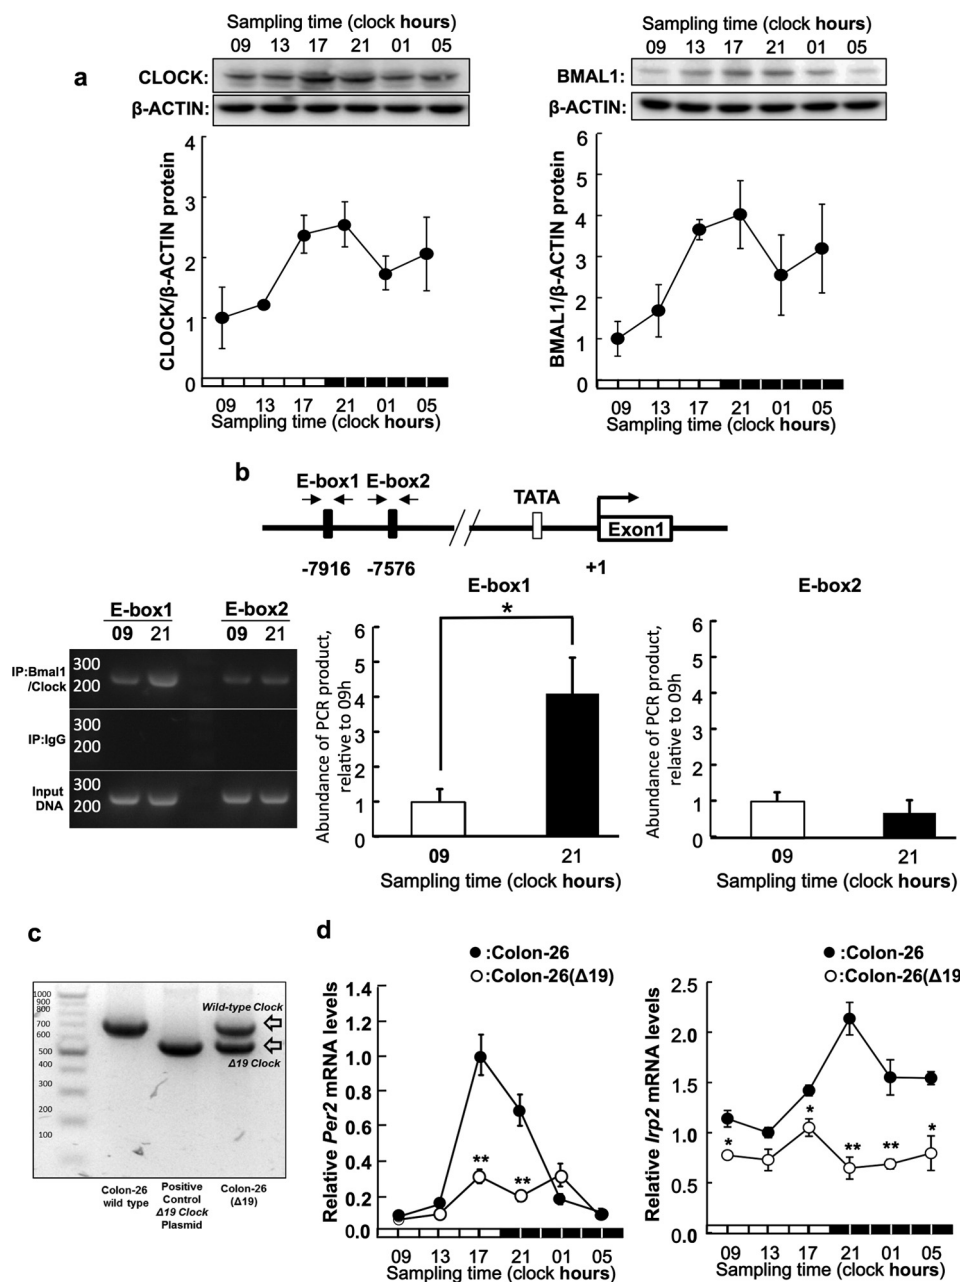 a
Sampling time (clock hours)
09 13 17 21 01 05
CLOCK:
β-ACTIN:
4
3
2
1
0
CLOCK/β-ACTIN protein
09 13 17 21 01 05
Sampling time (clock hours)
Sampling time (clock hours)
09 13 17 21 01 05
BMAL1:
β-ACTIN:
6
5
4
3
2
1
0
BMAL1/β-ACTIN protein
09 13 17 21 01 05
Sampling time (clock hours)
b
E-box1 E-box2
TATA
Exon1
-7916 -7576 +1
E-box1 E-box2
09 21 09 21
IP:Bmal1
/Clock
300
200
IP:IgG
300
200
Input
DNA
300
200
E-box1
*
6
5
4
3
2
1
0
Abundance of PCR product,
relative to 09h
09 21
Sampling time (clock hours)
E-box2
6
5
4
3
2
1
0
Abundance of PCR product,
relative to 09h
09 21
Sampling time (clock hours)
c
1000
900
800
700
600
500
400
300
200
100
Wild-type Clock
Δ19 Clock
Colon-26
wild type
Positive
Control
Δ19 Clock
Plasmid
Colon-26
(Δ19)
d
:Colon-26
:Colon-26(Δ19)
1.4
1.2
1.0
0.8
0.6
0.4
0.2
0.0
Relative Per2 mRNA levels
** **
09 13 17 21 01 05
Sampling time (clock hours)
:Colon-26
:Colon-26(Δ19)
2.5
2.0
1.5
1.0
0.5
0.0
Relative Irp2 mRNA levels
* * ** ** *
09 13 17 21 01 05
Sampling time (clock hours)